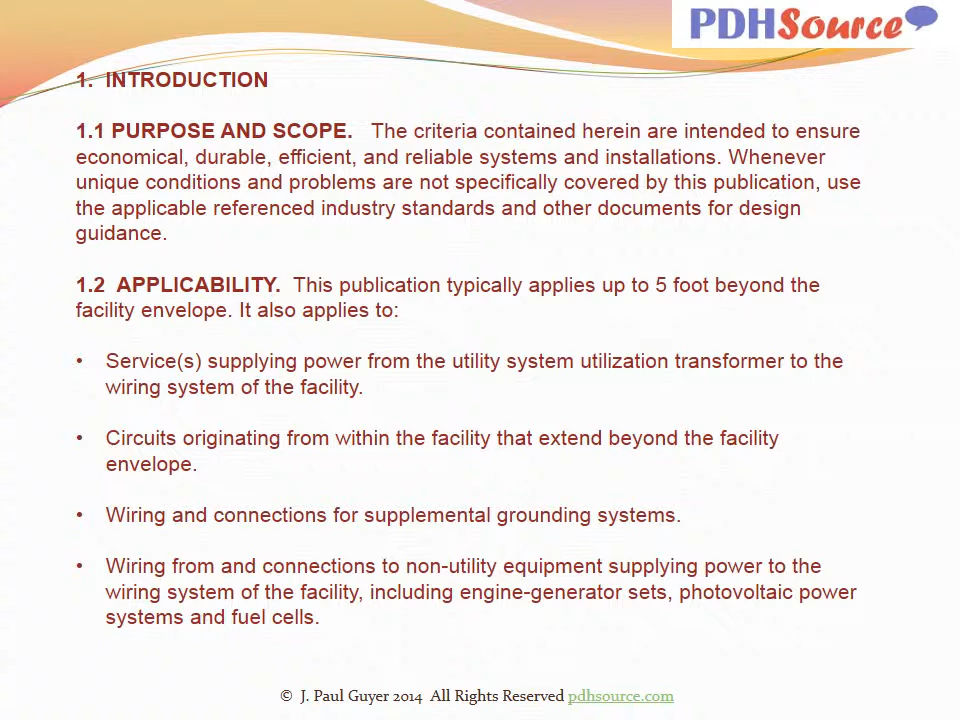 PDHSource
1. INTRODUCTION
1.1 PURPOSE AND SCOPE. The criteria contained herein are intended to ensure
economical, durable, efficient, and reliable systems and installations. Whenever
unique conditions and problems are not specifically covered by this publication, use
the applicable referenced industry standards and other documents for design
guidance.
1.2 APPLICABILITY. This publication typically applies up to 5 foot beyond the
facility envelope. It also applies to:
• Service(s) supplying power from the utility system utilization transformer to the
wiring system of the facility.
• Circuits originating from within the facility that extend beyond the facility
envelope.
• Wiring and connections for supplemental grounding systems.
• Wiring from and connections to non-utility equipment supplying power to the
wiring system of the facility, including engine-generator sets, photovoltaic power
systems and fuel cells.
© J. Paul Guyer 2014 All Rights Reserved pdhsource.com